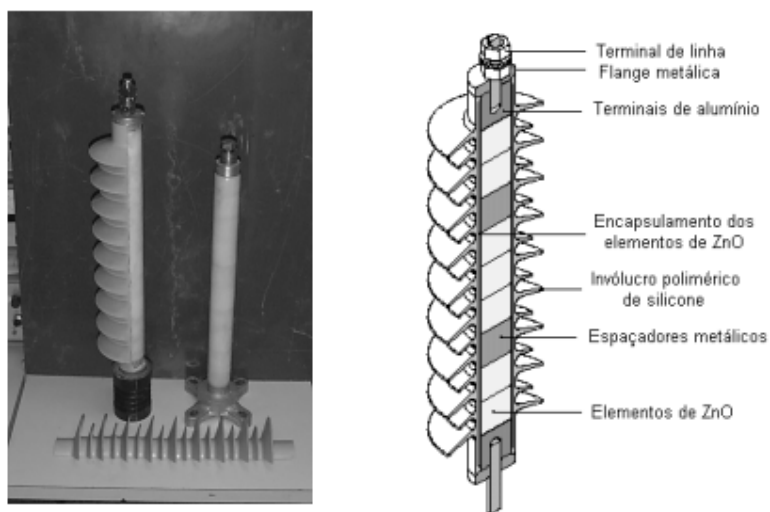 Terminal de linha
Flange metálica
Terminais de alumínio
Encapsulamento dos
elementos de ZnO
Invólucro polimérico
de silicone
Espaçadores metálicos
Elementos de ZnO